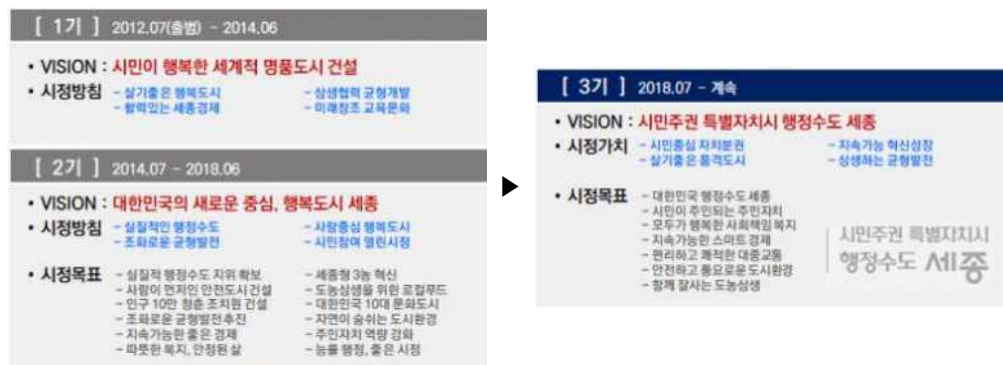 [ 1기 ] 2012.07(출범) - 2014.06
• VISION : 시민이 행복한 세계적 명품도시 건설
• 시정방침 - 살기좋은 행복도시 - 상생협력 균형개발
- 활력있는 세종경제 - 미래창조 교육문화
[ 2기 ] 2014.07 - 2018.06
• VISION : 대한민국의 새로운 중심, 행복도시 세종
• 시정방침 - 실질적인 행정수도 - 사람중심 행복도시
- 조화로운 균형발전 - 시민참여 열린시정
• 시정목표 - 실질적 행정수도 지위 확보 - 세종형 3농 혁신
- 사람이 먼저인 안전도시건설 - 도농상생을 위한 로컬푸드
- 인구 10만 청춘 조치원 건설 - 대한민국 10대 문화도시
- 조화로운 균형발전추진 - 자연이 숨쉬는 도시환경
- 지속가능한 좋은 경제 - 주민자치 역량 강화
- 따뜻한 복지, 안정된 삶 - 능률 행정, 좋은 시정
[ 3기 ] 2018.07 - 계속
• VISION : 시민주권 특별자치시 행정수도 세종
• 시정가치 - 시민중심 자치분권 - 지속가능 혁신성장
- 살기좋은 품격도시 - 상생하는 균형발전
• 시정목표 - 대한민국 행정수도세종
- 시민이 주인되는 주민자치
- 모두가 행복한 사회책임복지
- 지속가능한 스마트 경제
- 편리하고 쾌적한 대중교통
- 안전하고 풍요로운 도시환경
- 함께 잘사는 도농상생
시민주권 특별자치시
행정수도 세종